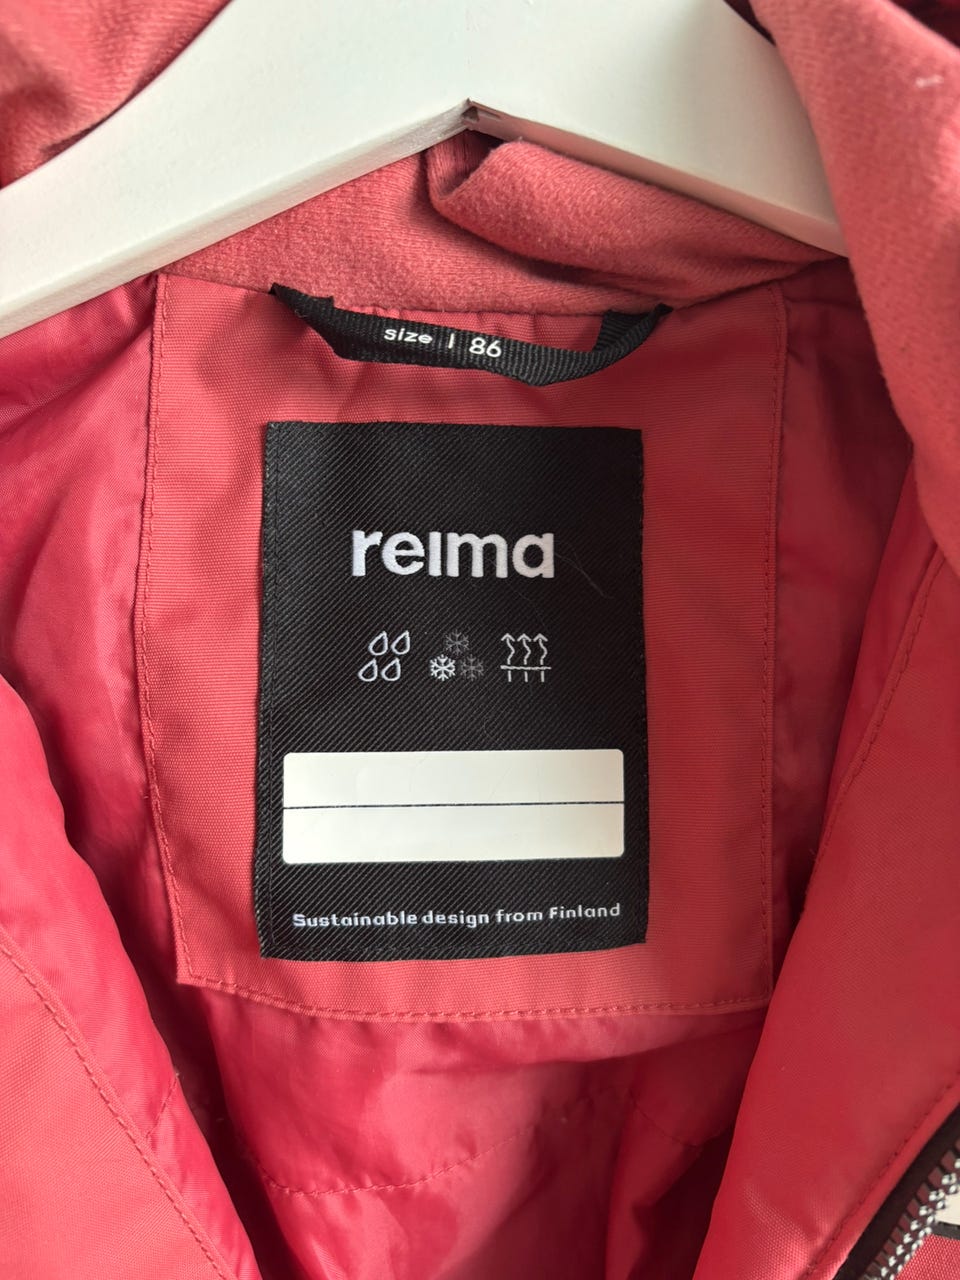 size | 86
reima
Sustainable design from Finland